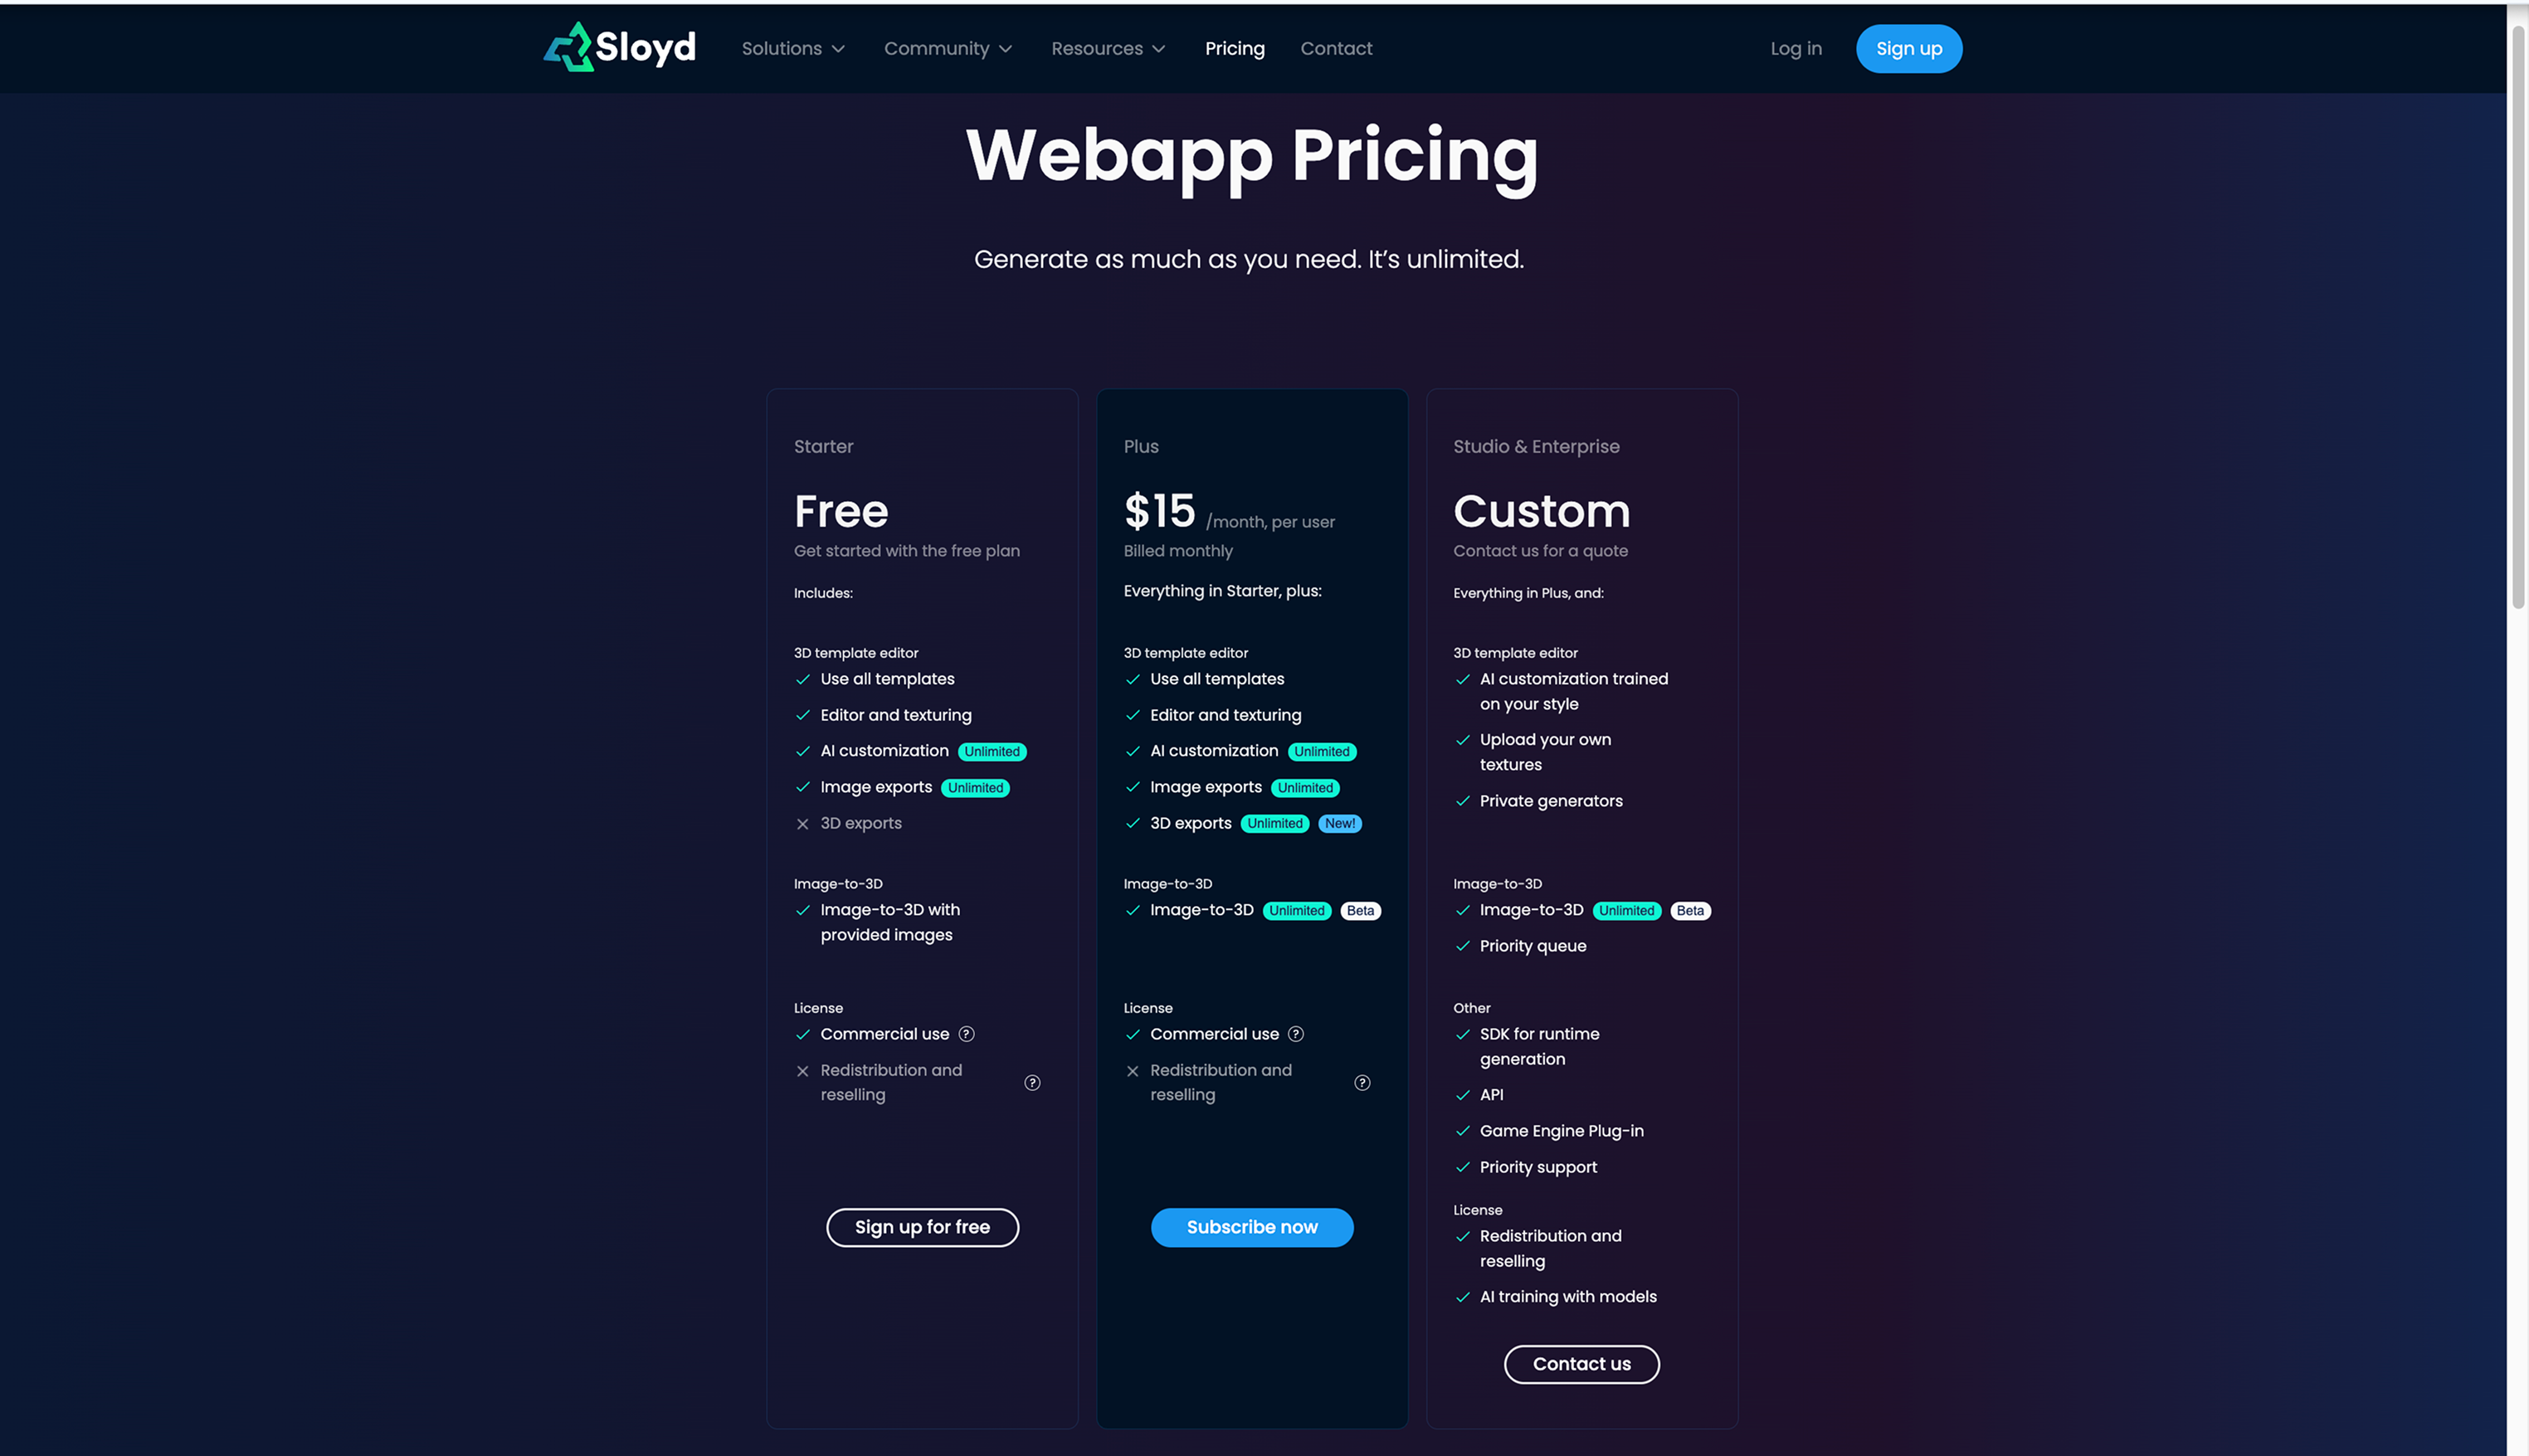 Sloyd
Solutions
Community
Resources
Pricing
Contact
Log in
Sign up
Webapp Pricing
Generate as much as you need. It’s unlimited.
Starter
Free
Get started with the free plan
Includes:
3D template editor
Use all templates
Editor and texturing
AI customization Unlimited
Image exports Unlimited
3D exports
Image-to-3D
Image-to-3D with
provided images
License
Commercial use ?
Redistribution and
reselling
?
Sign up for free
Plus
$15 /month, per user
Billed monthly
Everything in Starter, plus:
3D template editor
Use all templates
Editor and texturing
AI customization Unlimited
Image exports Unlimited
3D exports Unlimited New!
Image-to-3D
Image-to-3D Unlimited Beta
License
Commercial use ?
Redistribution and
reselling
?
Subscribe now
Studio & Enterprise
Custom
Contact us for a quote
Everything in Plus, and:
3D template editor
AI customization trained
on your style
Upload your own
textures
Private generators
Image-to-3D
Image-to-3D Unlimited Beta
Priority queue
Other
SDK for runtime
generation
API
Game Engine Plug-in
Priority support
License
Redistribution and
reselling
AI training with models
Contact us